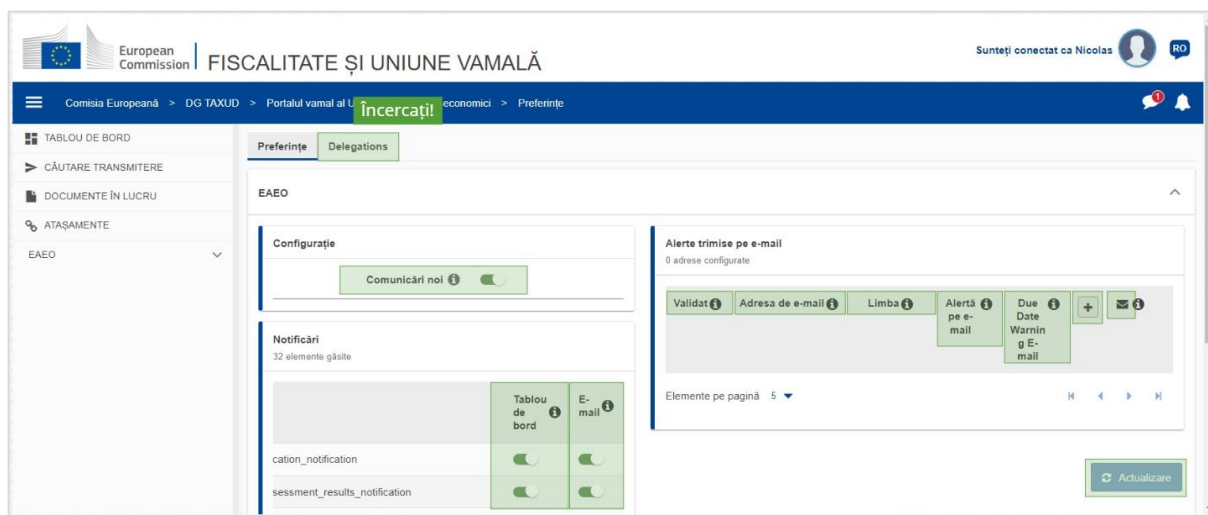 European
Commission
FISCALITATE ȘI UNIUNE VAMALĂ
Sunteți conectat ca Nicolas
RO
Comisia Europeană > DG TAXUD > Portalul vamal al U economici > Preferințe
Încercați!
1
TABLOU DE BORD
CĂUTARE TRANSMITERE
DOCUMENTE ÎN LUCRU
ATAȘAMENTE
EAEO
Preferințe Delegations
EAEO
Configurație
Comunicări noi
Notificări
32 elemente găsite
Tablou
de
bord
E-
mail
cation_notification
sessment_results_notification
Alerte trimise pe e-mail
0 adrese configurate
Validat Adresa de e-mail Limba
Alertă
pe e-
mail
Due
Date
Warnin
g E-
mail
+
Elemente pe pagină 5
Actualizare